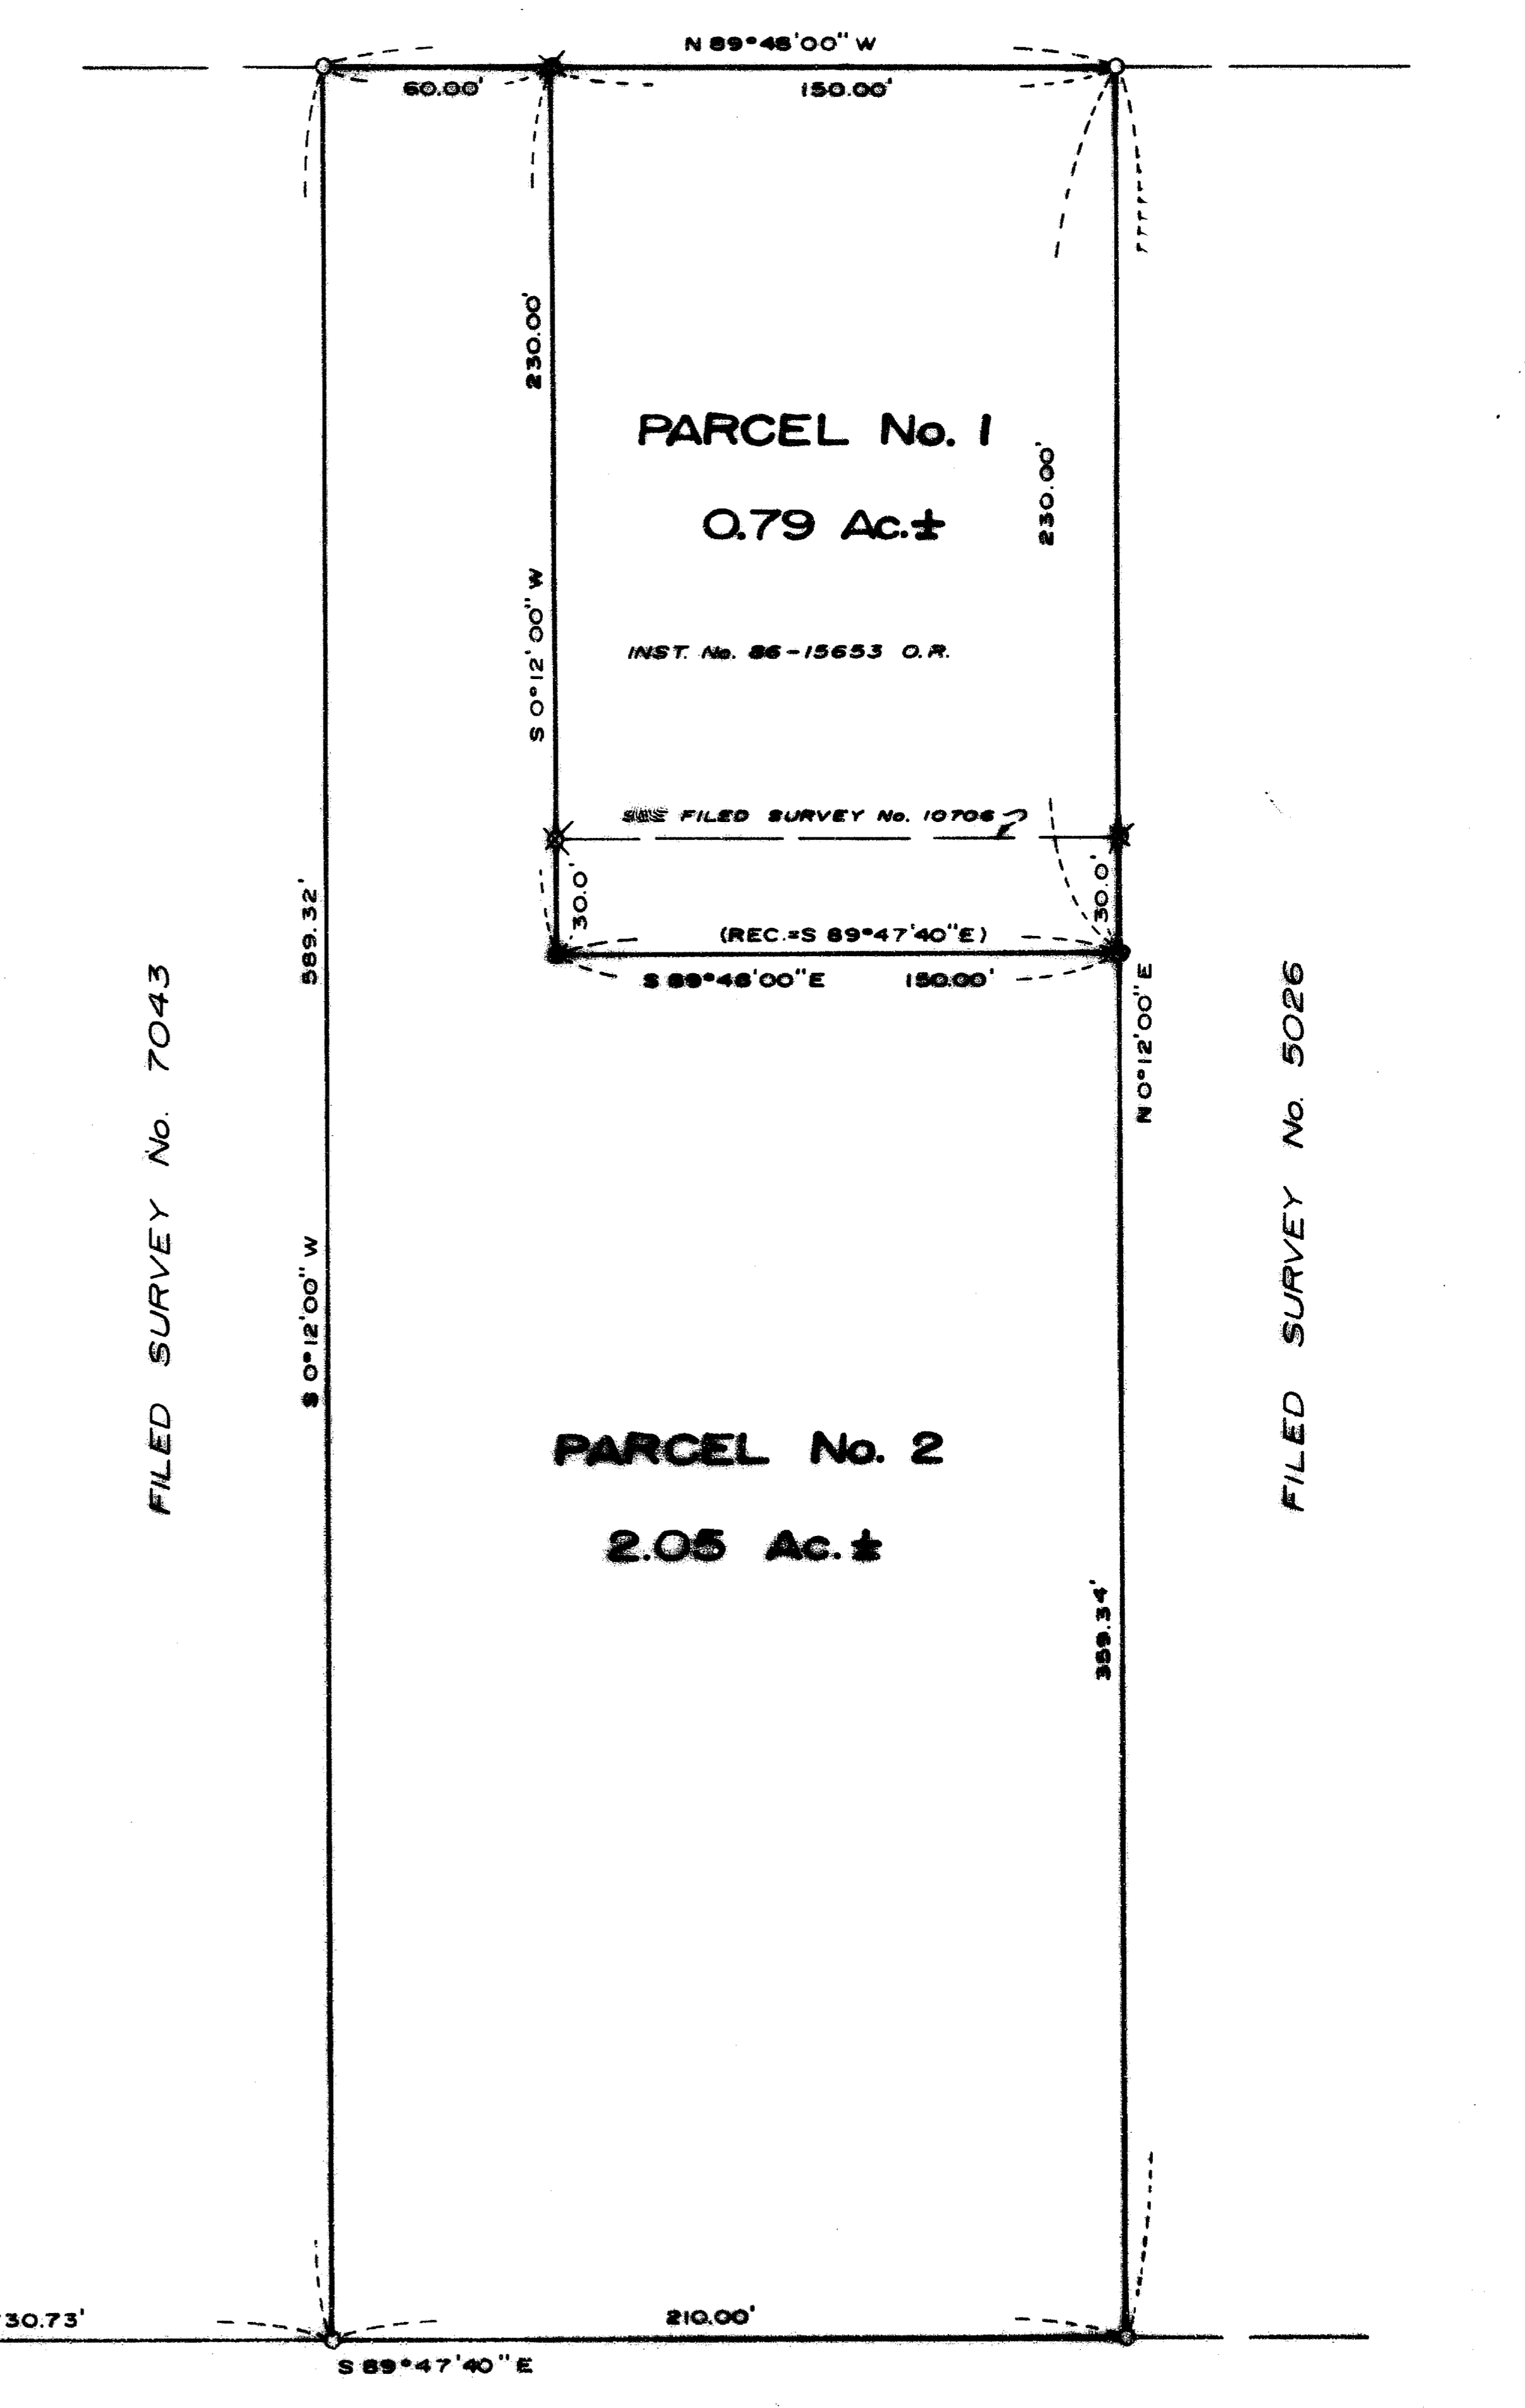 N 89°48'00" W
60.00'
150.00'
230.00'
PARCEL No. 1
230.00'
0.79 Ac.±
S 0°12'00" W
INST. No. 86-15653 O.R.
SEE FILED SURVEY No. 10706
30.0'
30.0'
589.32'
(REC.=S 89°47'40"E)
S 89°48'00"E 150.00'
N 0°12'00" E
FILED SURVEY No. 7043
FILED SURVEY No. 5026
S 0°12'00" W
PARCEL No. 2
2.05 Ac.±
359.34'
30.73'
210.00'
S 89°47'40" E